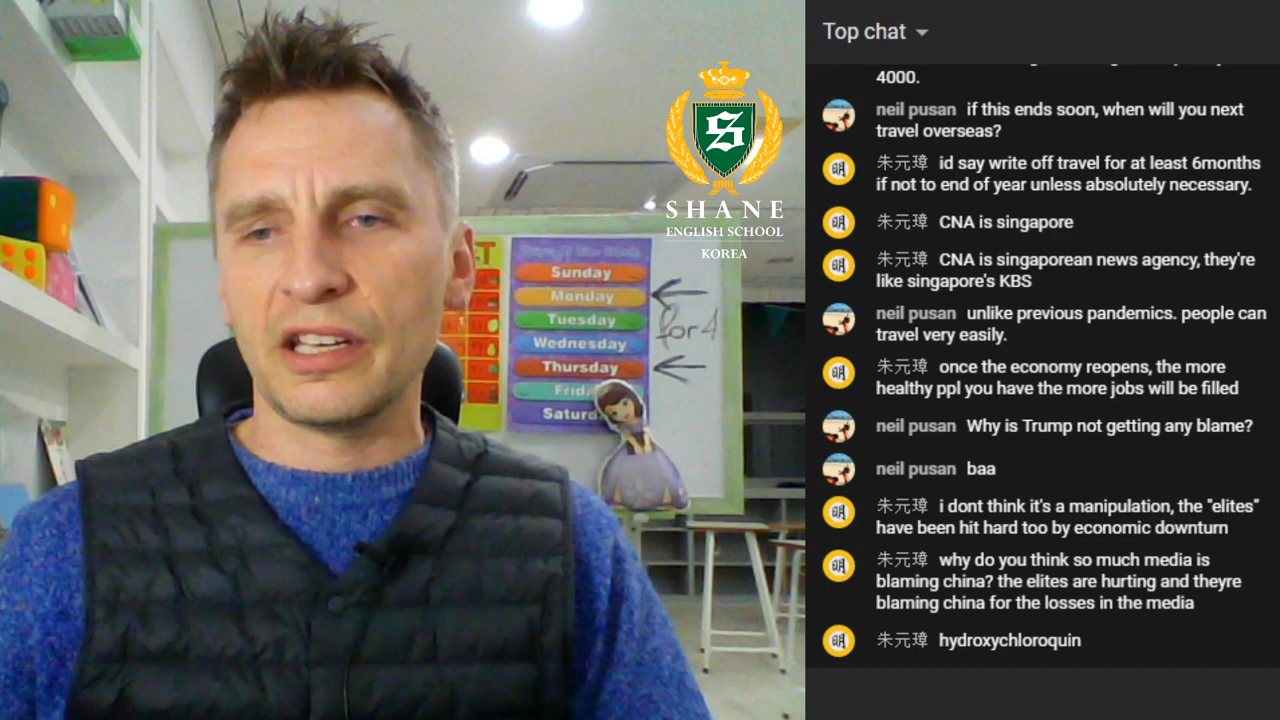 S
SHANE
ENGLISH SCHOOL
KOREA
Sunday
Monday
Tuesday
Wednesday
Thursday
for 4
Top chat
4000.
neil pusan if this ends soon, when will you next
travel overseas?
朱元璋 id say write off travel for at least 6months
if not to end of year unless absolutely necessary.
朱元璋 CNA is singapore
朱元璋 CNA is singaporean news agency, they're
like singapore's KBS
neil pusan unlike previous pandemics. people can
travel very easily.
朱元璋 once the economy reopens, the more
healthy ppl you have the more jobs will be filled
neil pusan Why is Trump not getting any blame?
neil pusan baa
朱元璋 i dont think it's a manipulation, the "elites"
have been hit hard too by economic downturn
朱元璋 why do you think so much media is
blaming china? the elites are hurting and theyre
blaming china for the losses in the media
朱元璋 hydroxychloroquin